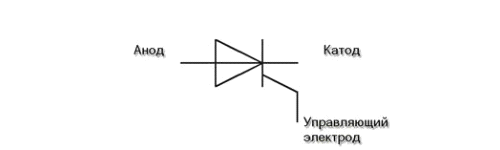 Анод
Катод
Управляющий
электрод